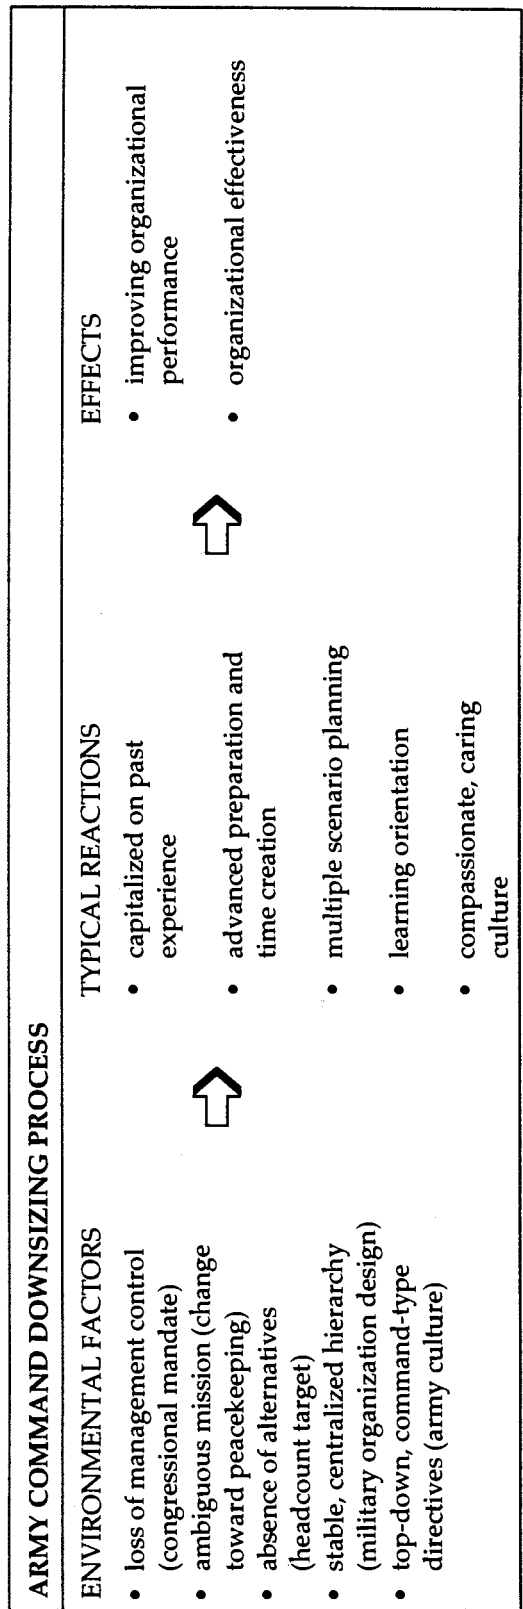 ARMY COMMAND DOWNSIZING PROCESS
ENVIRONMENTAL FACTORS
• loss of management control
(congressional mandate)
• ambiguous mission (change
toward peacekeeping)
• absence of alternatives
(headcount target)
• stable, centralized hierarchy
(military organization design)
• top-down, command-type
directives (army culture)
TYPICAL REACTIONS
• capitalized on past
experience
• advanced preparation and
time creation
• multiple scenario planning
• learning orientation
• compassionate, caring
culture
EFFECTS
• improving organizational
performance
• organizational effectiveness